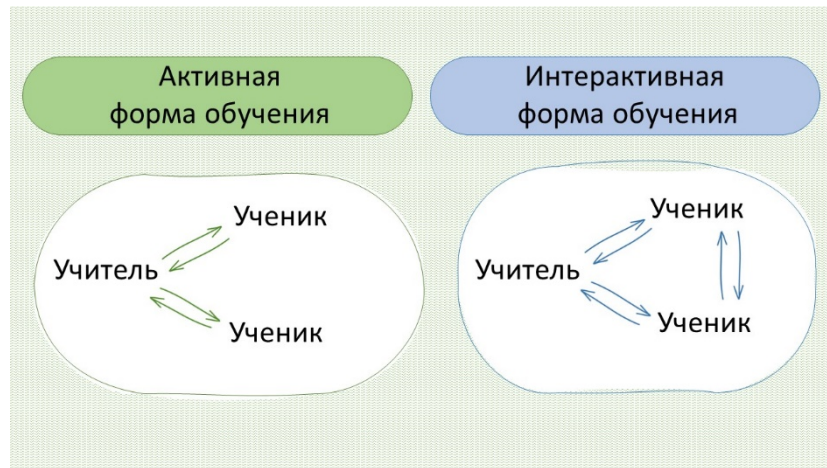 Активная
форма обучения
Интерактивная
форма обучения
Ученик
Учитель
Ученик
Ученик
Учитель
Ученик